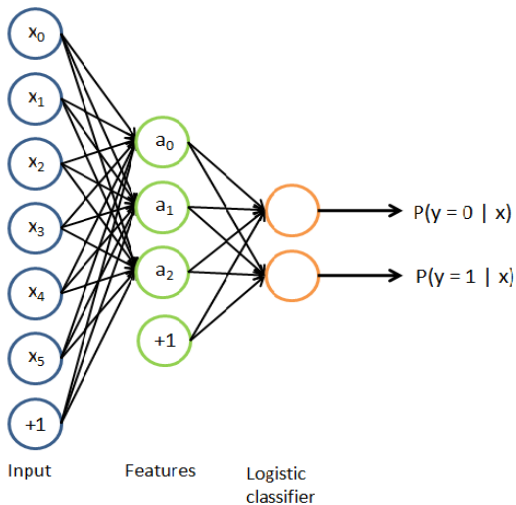 x₀
x₁
x₂
x₃
x₄
x₅
+1
Input
a₀
a₁
a₂
+1
Features
Logistic
classifier
P(y = 0 | x)
P(y = 1 | x)